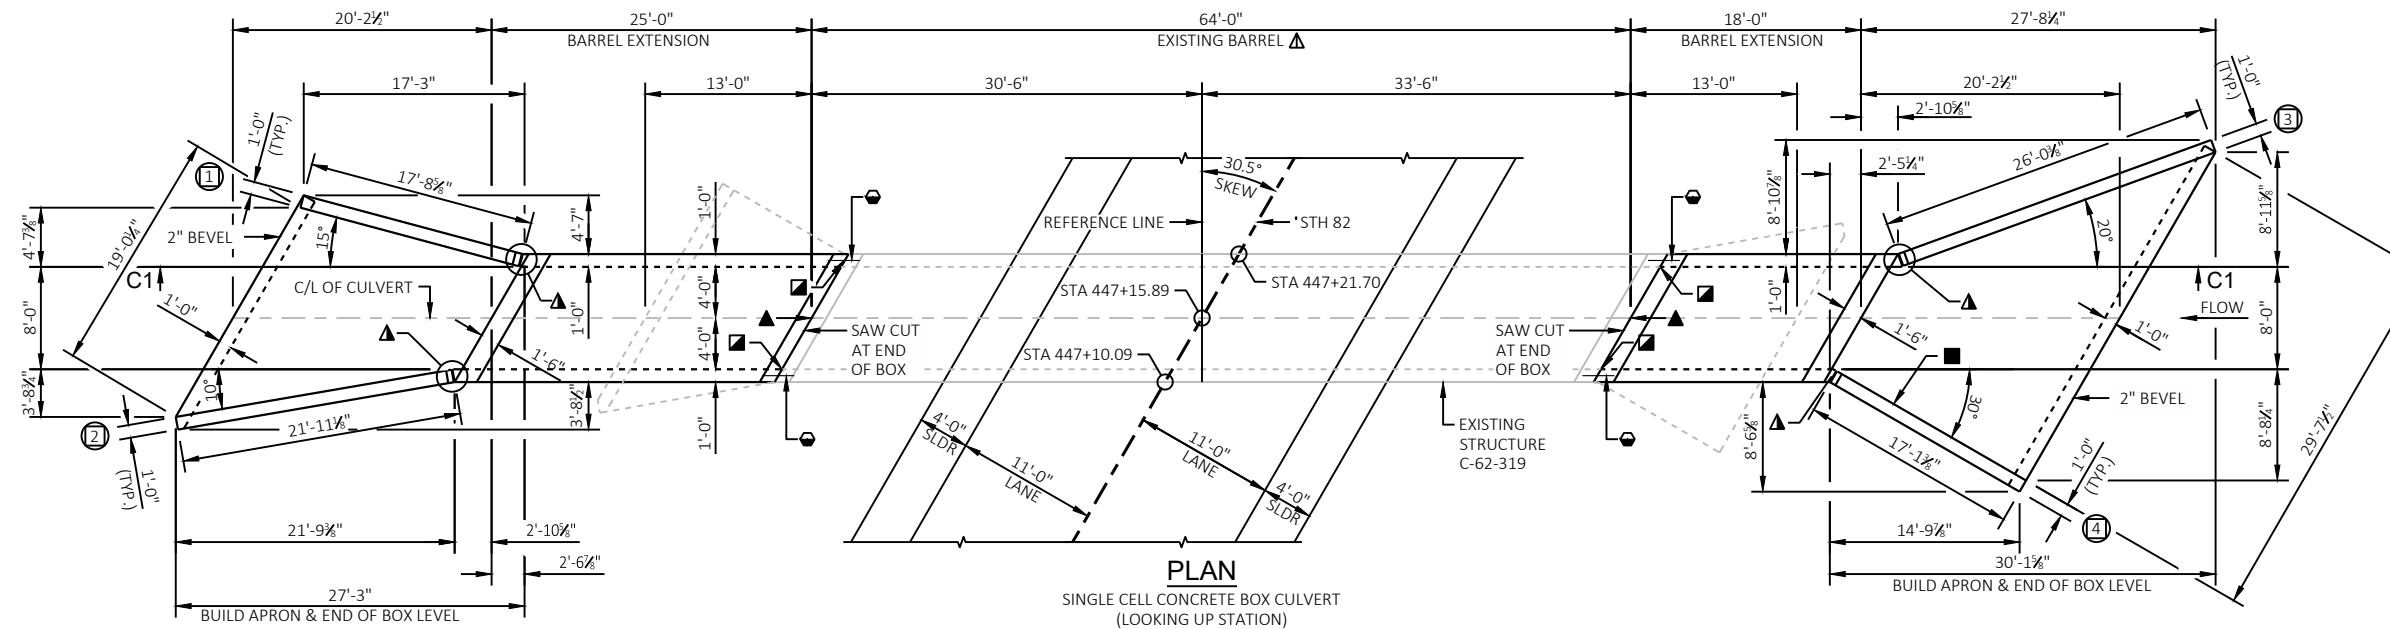 20'-2½"
25'-0"
BARREL EXTENSION
64'-0"
EXISTING BARREL
18'-0"
BARREL EXTENSION
27'-8¼"
17'-3"
13'-0"
30'-6"
33'-6"
13'-0"
20'-2½"
2'-10⅝"
1'-0"
(TYP.)
1'-0"
(TYP.)
3
1
17'-8⅝"
4'-7"
1'-0"
30.5°
SKEW
8'-10⅞"
2'-5¼"
26'-0⅜"
8'-11⅝"
4'-7⅜"
19'-0¼"
2" BEVEL
15°
REFERENCE LINE
STH 82
20°
C1
C/L OF CULVERT
1'-0"
1'-0"
4'-0"
STA 447+15.89
STA 447+21.70
1'-0"
C1
FLOW
8'-0"
1'-6"
4'-0"
SAW CUT
AT END
OF BOX
STA 447+10.09
SAW CUT
AT END
OF BOX
1'-6"
1'-0"
8'-0"
3'-8¾"
10°
21'-11⅛"
3'-8½"
1'-0"
2
1'-0"
(TYP.)
4'-0"
SLDR
11'-0"
LANE
11'-0"
LANE
4'-0"
SLDR
EXISTING
STRUCTURE
C-62-319
8'-6⅝"
30°
2" BEVEL
17'-1⅜"
1'-0"
(TYP.)
8'-8¼"
29'-7½"
4
21'-9⅜"
2'-10⅝"
2'-6⅞"
14'-9⅞"
30'-1⅝"
BUILD APRON & END OF BOX LEVEL
27'-3"
BUILD APRON & END OF BOX LEVEL
PLAN
SINGLE CELL CONCRETE BOX CULVERT
(LOOKING UP STATION)